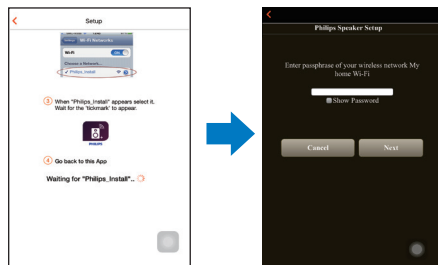 Setup
Settings
Wi-Fi Networks
Wi-Fi
ON
Choose a Network...
✓ Philips_Install
3 When "Philips_Install" appears select it.
Wait for the 'tickmark' to appear.
PHILIPS
4 Go back to this App
Waiting for "Philips_Install"..
Philips Speaker Setup
Enter passphrase of your wireless network My
home Wi-Fi
Show Password
Cancel
Next